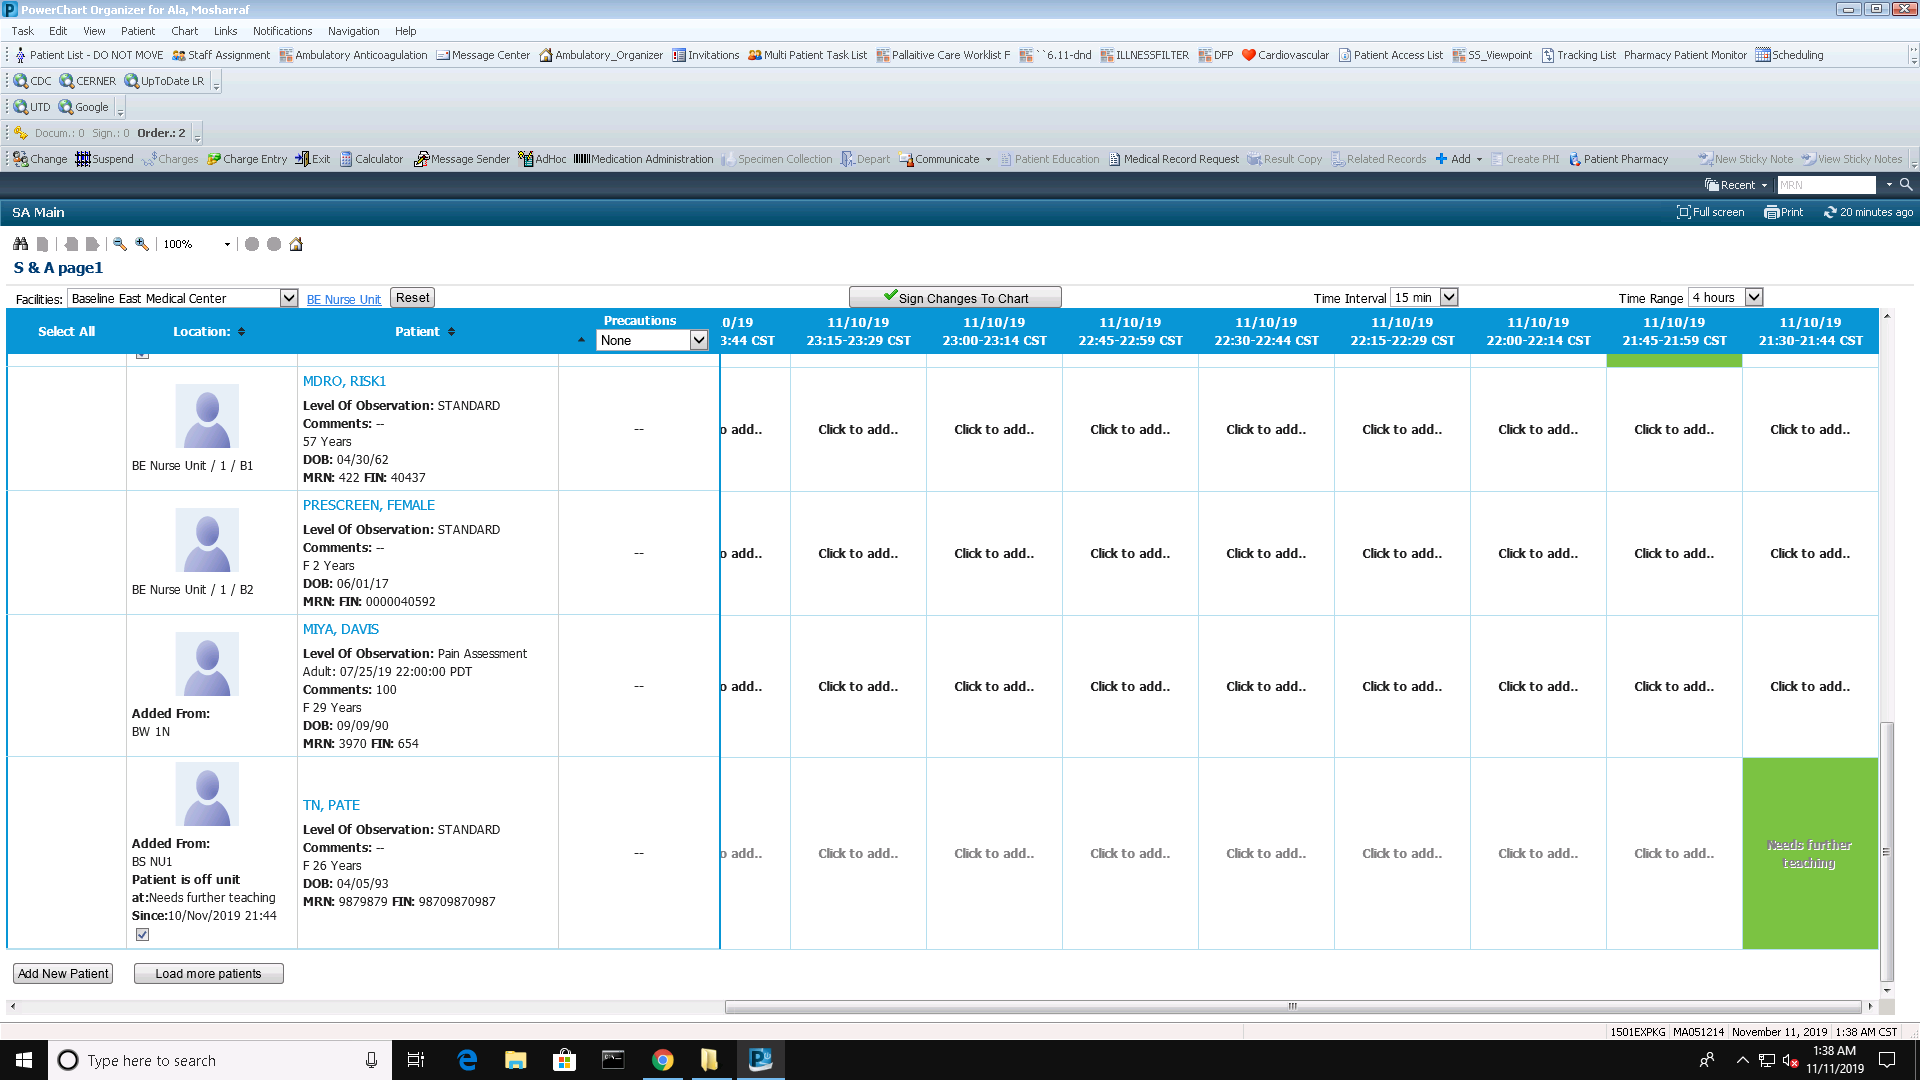 PowerChart Organizer for Ala, Mosharraf
Task Edit View Patient Chart Links Notifications Navigation Help
Patient List - DO NOT MOVE Staff Assignment Ambulatory Anticoagulation Message Center Ambulatory_Organizer Invitations Multi Patient Task List Pallaitive Care Worklist F ``6.11-dnd ILLNESSFILTER DFP Cardiovascular Patient Access List SS_Viewpoint Tracking List Pharmacy Patient Monitor Scheduling
CDC CERNER UpToDate LR
UTD Google
Docum.: 0 Sign.: 0 Order.: 2
Change Suspend Charges Charge Entry Exit Calculator Message Sender AdHoc Medication Administration Specimen Collection Depart Communicate Patient Education Medical Record Request Result Copy Related Records Add Create PHI Patient Pharmacy New Sticky Note View Sticky Notes
Recent MRN
SA Main Full screen Print 20 minutes ago
100%
S & A page1
Facilities: Baseline East Medical Center BE Nurse Unit Reset Sign Changes To Chart Time Interval 15 min Time Range 4 hours
Select All Location: Patient Precautions None
0/19 11/10/19 11/10/19 11/10/19 11/10/19 11/10/19 11/10/19 11/10/19 11/10/19
3:44 CST 23:15-23:29 CST 23:00-23:14 CST 22:45-22:59 CST 22:30-22:44 CST 22:15-22:29 CST 22:00-22:14 CST 21:45-21:59 CST 21:30-21:44 CST
BE Nurse Unit / 1 / B1
MDRO, RISK1
Level Of Observation: STANDARD
Comments: --
57 Years
DOB: 04/30/62
MRN: 422 FIN: 40437
--
o add.. Click to add.. Click to add.. Click to add.. Click to add.. Click to add.. Click to add.. Click to add.. Click to add..
BE Nurse Unit / 1 / B2
PRESCREEN, FEMALE
Level Of Observation: STANDARD
Comments: --
F 2 Years
DOB: 06/01/17
MRN: FIN: 0000040592
--
o add.. Click to add.. Click to add.. Click to add.. Click to add.. Click to add.. Click to add.. Click to add.. Click to add..
Added From:
BW 1N
MIYA, DAVIS
Level Of Observation: Pain Assessment
Adult: 07/25/19 22:00:00 PDT
Comments: 100
F 29 Years
DOB: 09/09/90
MRN: 3970 FIN: 654
--
o add.. Click to add.. Click to add.. Click to add.. Click to add.. Click to add.. Click to add.. Click to add.. Click to add..
Added From:
BS NU1
Patient is off unit
at:Needs further teaching
Since:10/Nov/2019 21:44
TN, PATE
Level Of Observation: STANDARD
Comments: --
F 26 Years
DOB: 04/05/93
MRN: 9879879 FIN: 98709870987
--
o add.. Click to add.. Click to add.. Click to add.. Click to add.. Click to add.. Click to add.. Click to add..
Needs further
teaching
Add New Patient Load more patients
1501EXPKG MA051214 November 11, 2019 1:38 AM CST
Type here to search
1:38 AM
11/11/2019